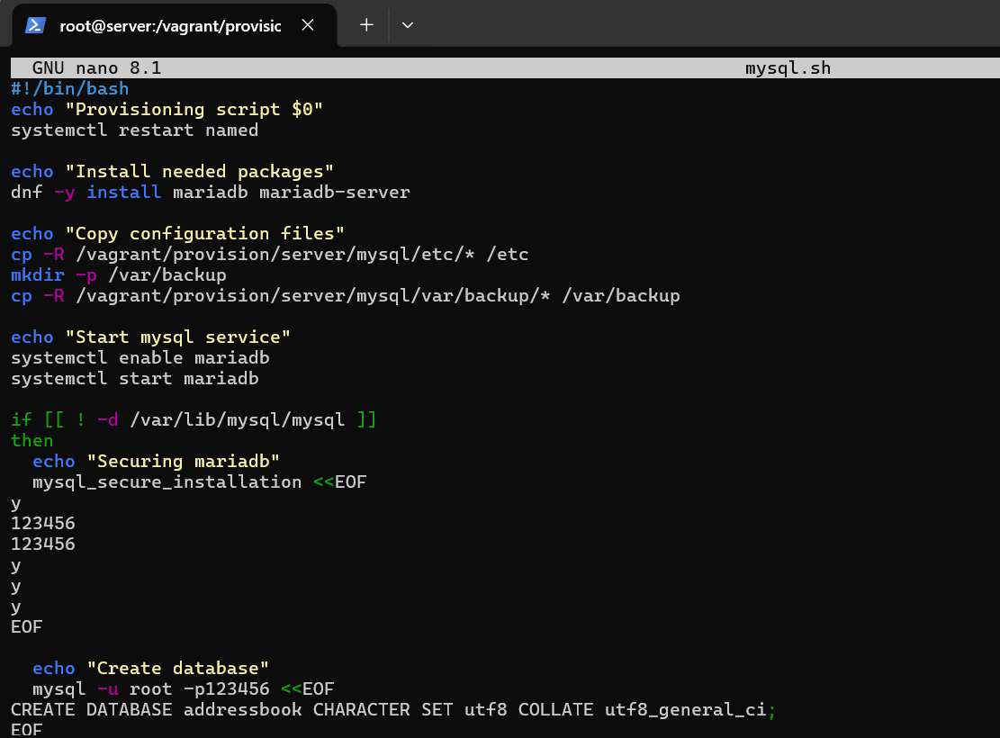 root@server:/vagrant/provisic
GNU nano 8.1 mysql.sh
#!/bin/bash
echo "Provisioning script $0"
systemctl restart named
echo "Install needed packages"
dnf -y install mariadb mariadb-server
echo "Copy configuration files"
cp -R /vagrant/provision/server/mysql/etc/* /etc
mkdir -p /var/backup
cp -R /vagrant/provision/server/mysql/var/backup/* /var/backup
echo "Start mysql service"
systemctl enable mariadb
systemctl start mariadb
if [[ ! -d /var/lib/mysql/mysql ]]
then
echo "Securing mariadb"
mysql_secure_installation <<EOF
y
123456
123456
y
y
y
EOF
echo "Create database"
mysql -u root -p123456 <<EOF
CREATE DATABASE addressbook CHARACTER SET utf8 COLLATE utf8_general_ci;
EOF